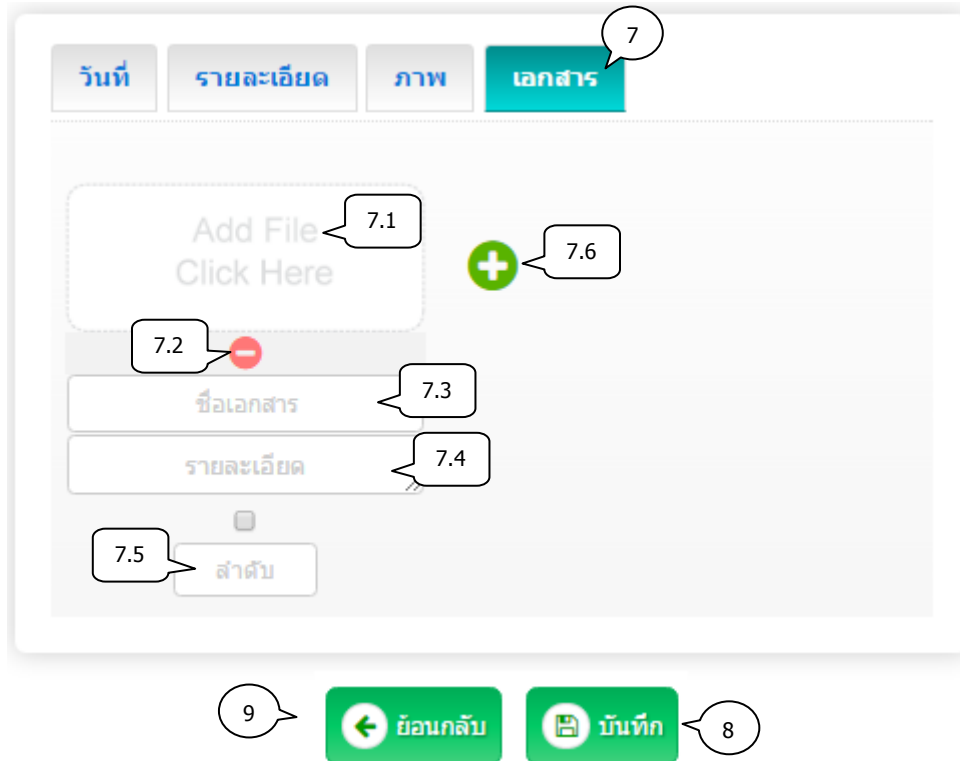 7
วันที่ รายละเอียด ภาพ เอกสาร
Add File
Click Here
7.1
7.6
7.2
ชื่อเอกสาร
7.3
รายละเอียด
7.4
7.5
ลำดับ
9
ย้อนกลับ
บันทึก
8